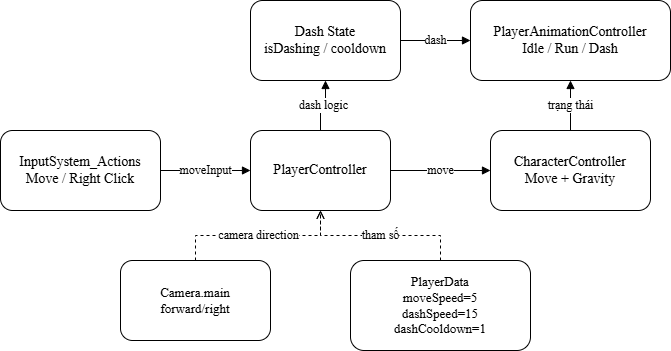 Dash State
isDashing / cooldown
dash
PlayerAnimationController
Idle / Run / Dash
dash logic
trạng thái
InputSystem_Actions
Move / Right Click
moveInput
PlayerController
move
CharacterController
Move + Gravity
camera direction
tham số
Camera.main
forward/right
PlayerData
moveSpeed=5
dashSpeed=15
dashCooldown=1